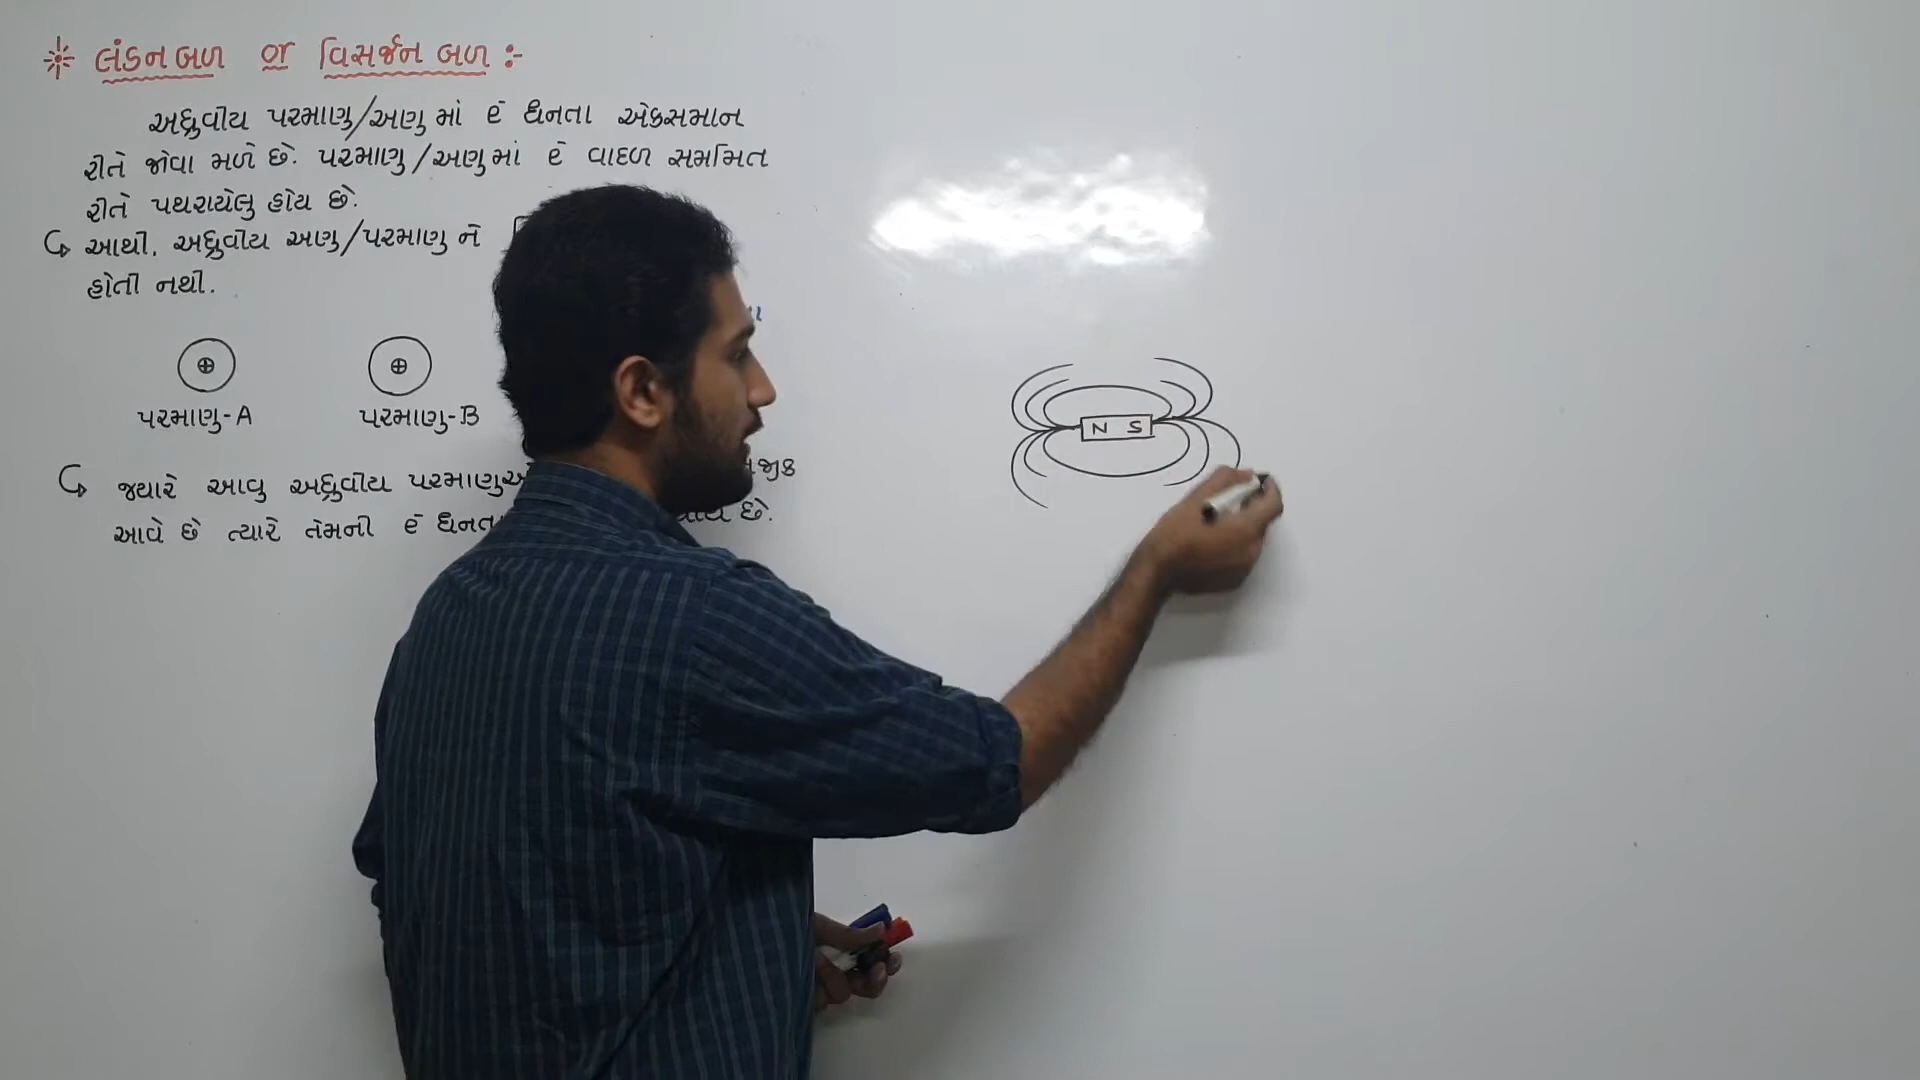 લંડન બળ or વિસર્જન બળ :-
અધ્રુવીય પરમાણુ/અણુ માં e⁻ ઘનતા એકસમાન
રીતે જોવા મળે છે. પરમાણુ/અણુમાં e⁻ વાદળ સમમિત
રીતે પથરાયેલુ હોય છે.
આથી, અધ્રુવીય અણુ/પરમાણુ ને
હોતી નથી.
પરમાણુ-A પરમાણુ-B
જ્યારે આવુ અધ્રુવીય
આવે છે ત્યારે તેમની e⁻ છે.
N S